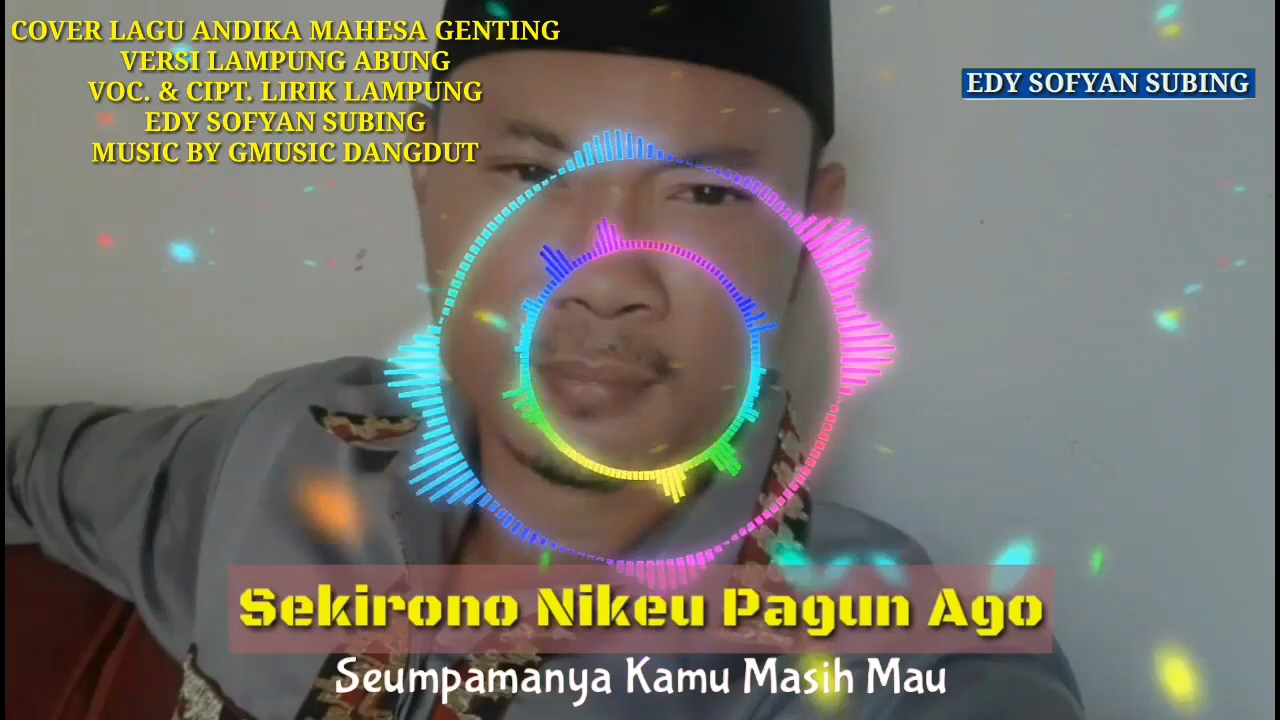 COVER LAGU ANDIKA MAHESA GENTING
VERSI LAMPUNG ABUNG
VOC. & CIPT. LIRIK LAMPUNG
EDY SOFYAN SUBING
MUSIC BY GMUSIC DANGDUT
EDY SOFYAN SUBING
Sekirono Nikeu Pagun Ago
Seumpamanya Kamu Masih Mau